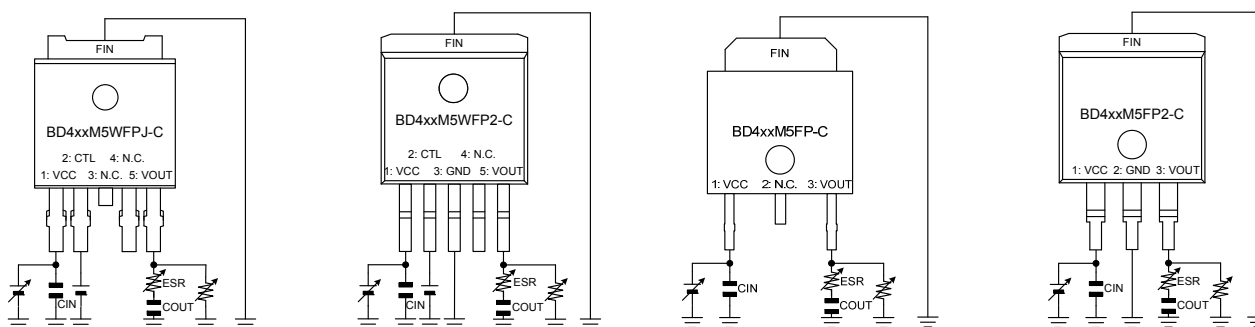 FIN
BD4xxM5WFPJ-C
2: CTL 4: N.C.
1: VCC 3: N.C. 5: VOUT
CIN
ESR
COUT
FIN
BD4xxM5WFP2-C
2: CTL 4: N.C.
1: VCC 3: GND 5: VOUT
CIN
ESR
COUT
FIN
BD4xxM5FP-C
1: VCC 2: N.C. 3: VOUT
CIN
ESR
COUT
FIN
BD4xxM5FP2-C
1: VCC 2: GND 3: VOUT
CIN
ESR
COUT